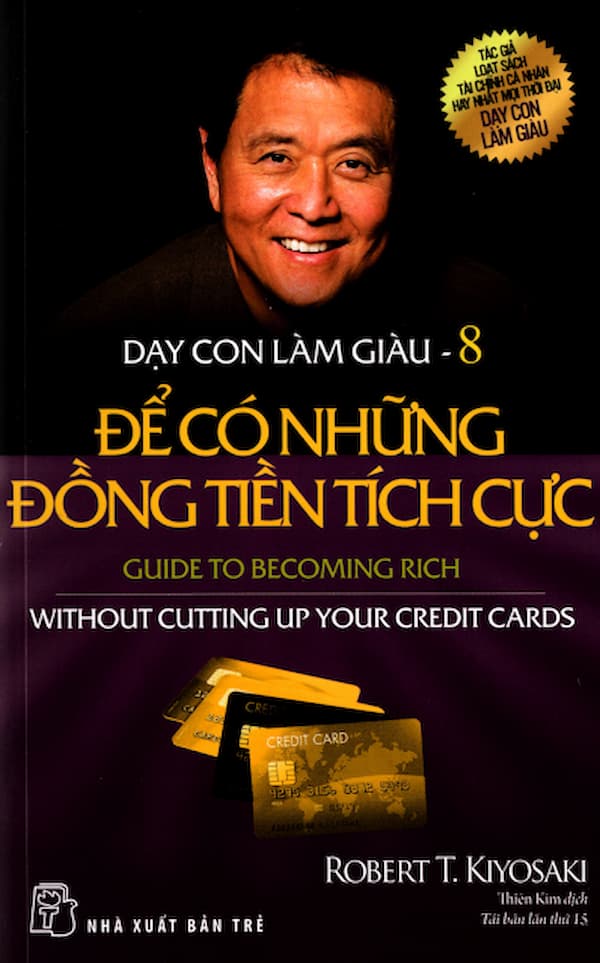 TÁC GIẢ
LOẠT SÁCH
TÀI CHÍNH CÁ NHÂN
HAY NHẤT MỌI THỜI ĐẠI
DẠY CON
LÀM GIÀU
DẠY CON LÀM GIÀU - 8
ĐỂ CÓ NHỮNG
ĐỒNG TIỀN TÍCH CỰC
GUIDE TO BECOMING RICH
WITHOUT CUTTING UP YOUR CREDIT CARDS
CREDIT CARD
CREDIT CARD
ROBERT T. KIYOSAKI
Thiên Kim dịch
Tái bản lần thứ 15
NHÀ XUẤT BẢN TRẺ